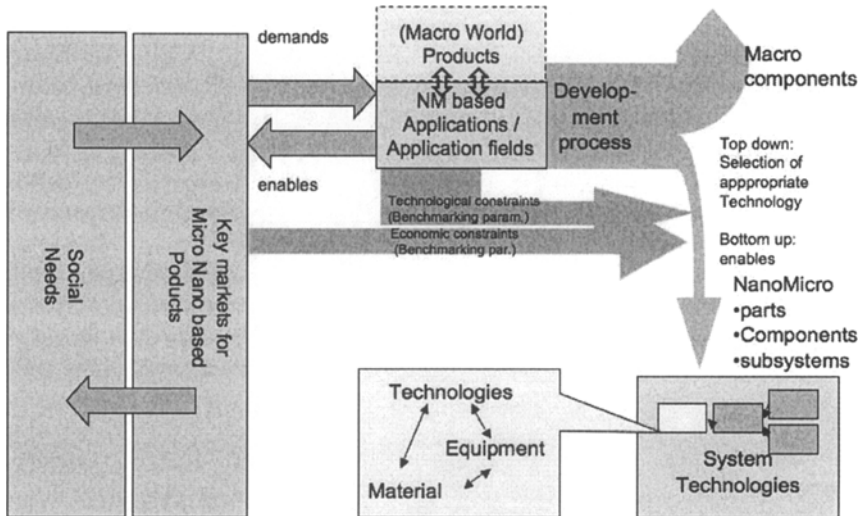 Social
Needs
Key markets for
Micro Nano based
Poducts
demands
enables
(Macro World)
Products
NM based
Applications /
Application fields
Develop-
ment
process
Macro
components
Technological constraints
(Benchmarking param.)
Economic constraints
(Benchmarking par.)
Top down:
Selection of
apppropriate
Technology
Bottom up:
enables
NanoMicro
•parts
•Components
•subsystems
Technologies
Equipment
Material
System
Technologies